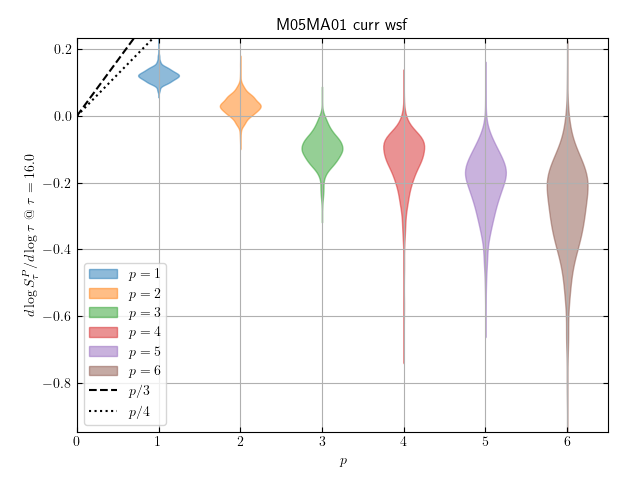 M05MA01 curr wsf
0.2
0.0
−0.2
−0.4
−0.6
−0.8
d log S_τ^P / d log τ @ τ = 16.0
p = 1
p = 2
p = 3
p = 4
p = 5
p = 6
p/3
p/4
0 1 2 3 4 5 6
p